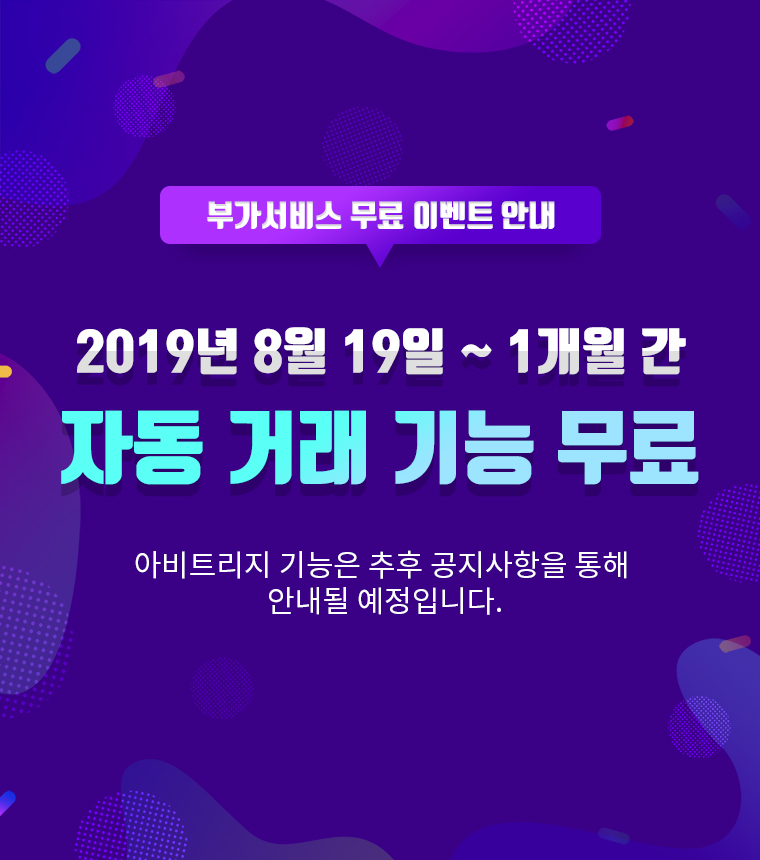 부가서비스 무료 이벤트 안내
2019년 8월 19일 ~ 1개월 간
자동 거래 기능 무료
아비트리지 기능은 추후 공지사항을 통해
안내될 예정입니다.